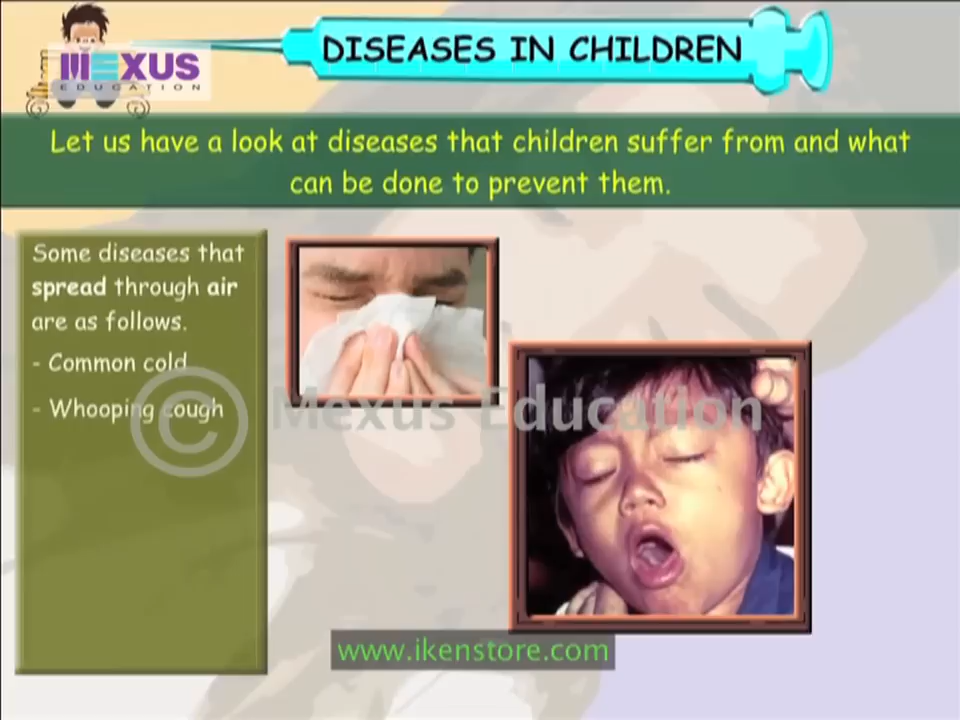 DISEASES IN CHILDREN
MEXUS
EDUCATION
Let us have a look at diseases that children suffer from and what
can be done to prevent them.
Some diseases that
spread through air
are as follows.
- Common cold
- Whooping cough
© Mexus Education
www.ikenstore.com